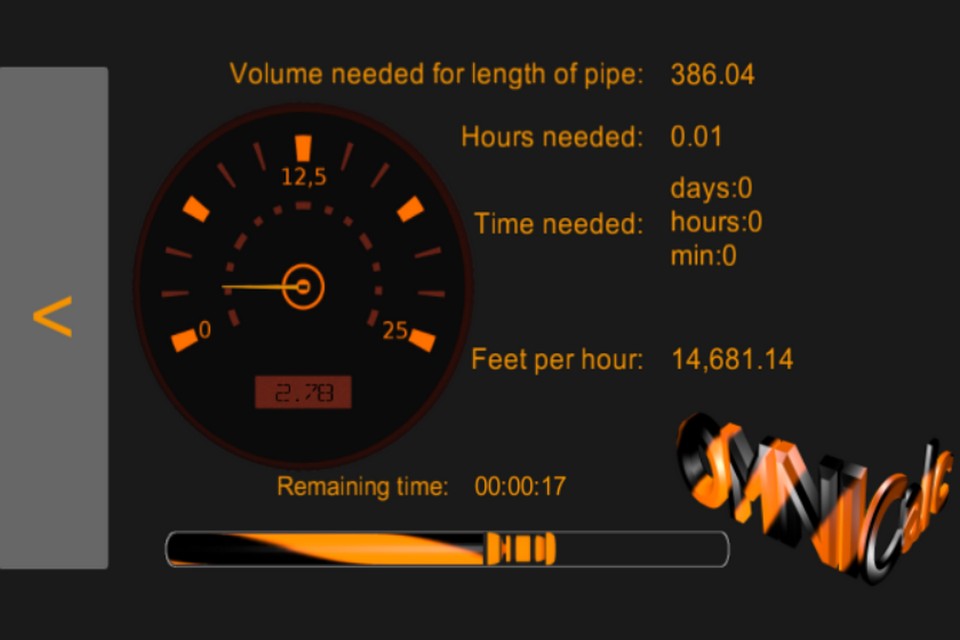 Volume needed for length of pipe: 386.04
Hours needed: 0.01
12,5
days:0
Time needed: hours:0
min:0
<
0
25
Feet per hour: 14,681.14
2.78
OMNICalc
Remaining time: 00:00:17